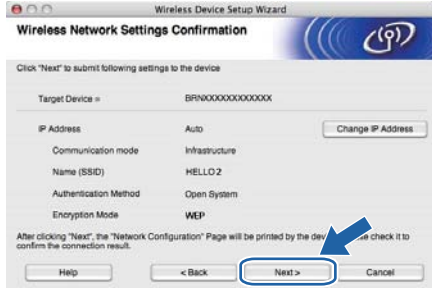 Wireless Device Setup Wizard
Wireless Network Settings Confirmation
Click "Next" to submit following settings to the device
Target Device = BRNXXXXXXXXXXXX
IP Address Auto Change IP Address
Communication mode Infrastructure
Name (SSID) HELLO2
Authentication Method Open System
Encryption Mode WEP
After clicking "Next", the "Network Configuration" Page will be printed by the check it to
confirm the connection result.
Help < Back Next > Cancel